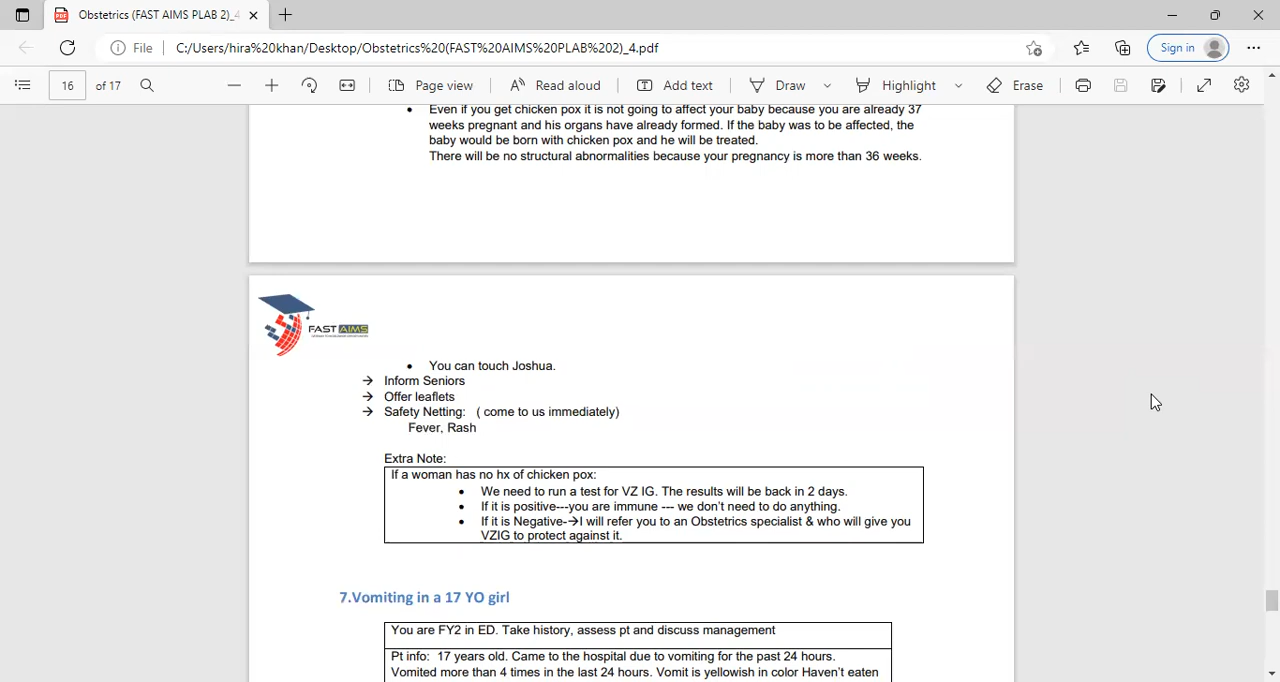 Obstetrics (FAST AIMS PLAB 2)_4
File
C:/Users/hira%20khan/Desktop/Obstetrics%20(FAST%20AIMS%20PLAB%202)_4.pdf
Sign in
16 of 17
Page view
Read aloud
Add text
Draw
Highlight
Erase
• Even if you get chicken pox it is not going to affect your baby because you are already 37
weeks pregnant and his organs have already formed. If the baby was to be affected, the
baby would be born with chicken pox and he will be treated.
There will be no structural abnormalities because your pregnancy is more than 36 weeks.
FAST AIMS
• You can touch Joshua.
→ Inform Seniors
→ Offer leaflets
→ Safety Netting: ( come to us immediately)
Fever, Rash
Extra Note:
If a woman has no hx of chicken pox:
• We need to run a test for VZ IG. The results will be back in 2 days.
• If it is positive---you are immune --- we don't need to do anything.
• If it is Negative-→I will refer you to an Obstetrics specialist & who will give you
VZIG to protect against it.
7.Vomiting in a 17 YO girl
You are FY2 in ED. Take history, assess pt and discuss management
Pt info: 17 years old. Came to the hospital due to vomiting for the past 24 hours.
Vomited more than 4 times in the last 24 hours. Vomit is yellowish in color Haven't eaten